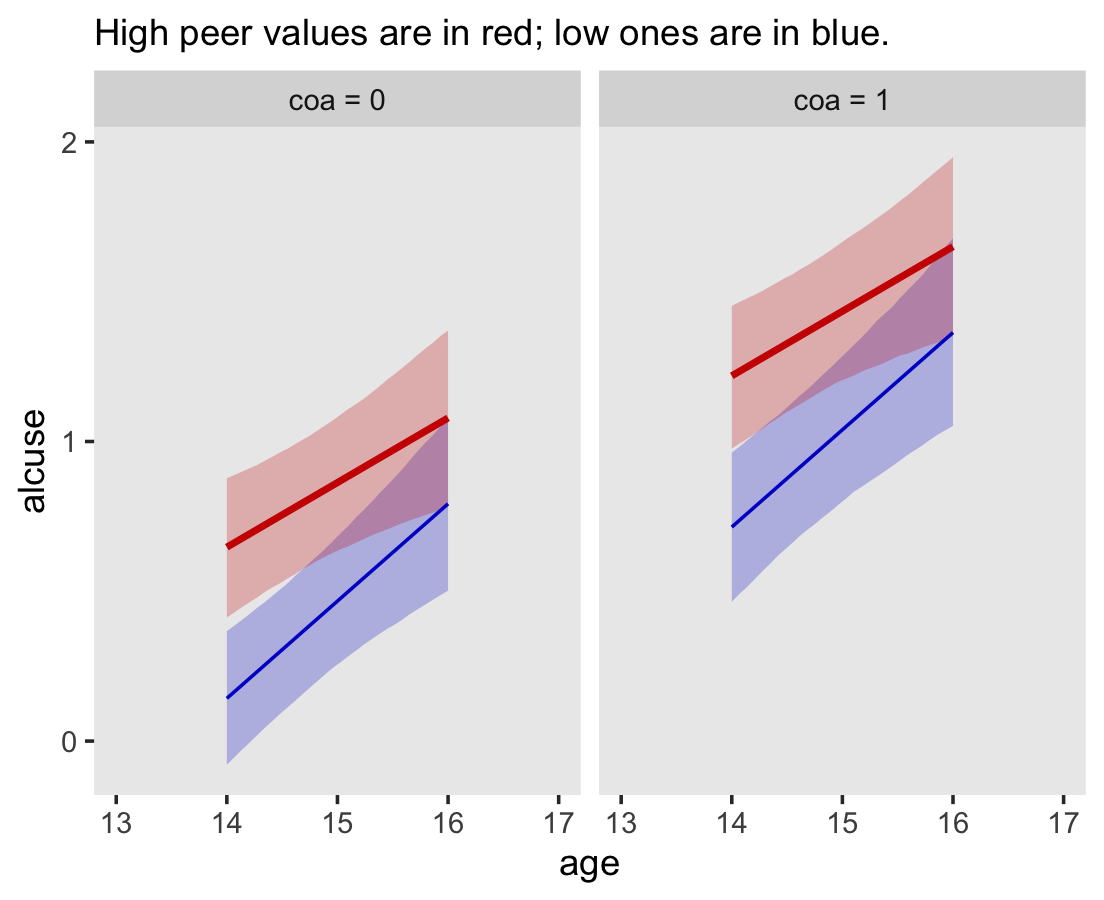 High peer values are in red; low ones are in blue.
coa = 0
coa = 1
2
1
0
alcuse
13 14 15 16 17
13 14 15 16 17
age